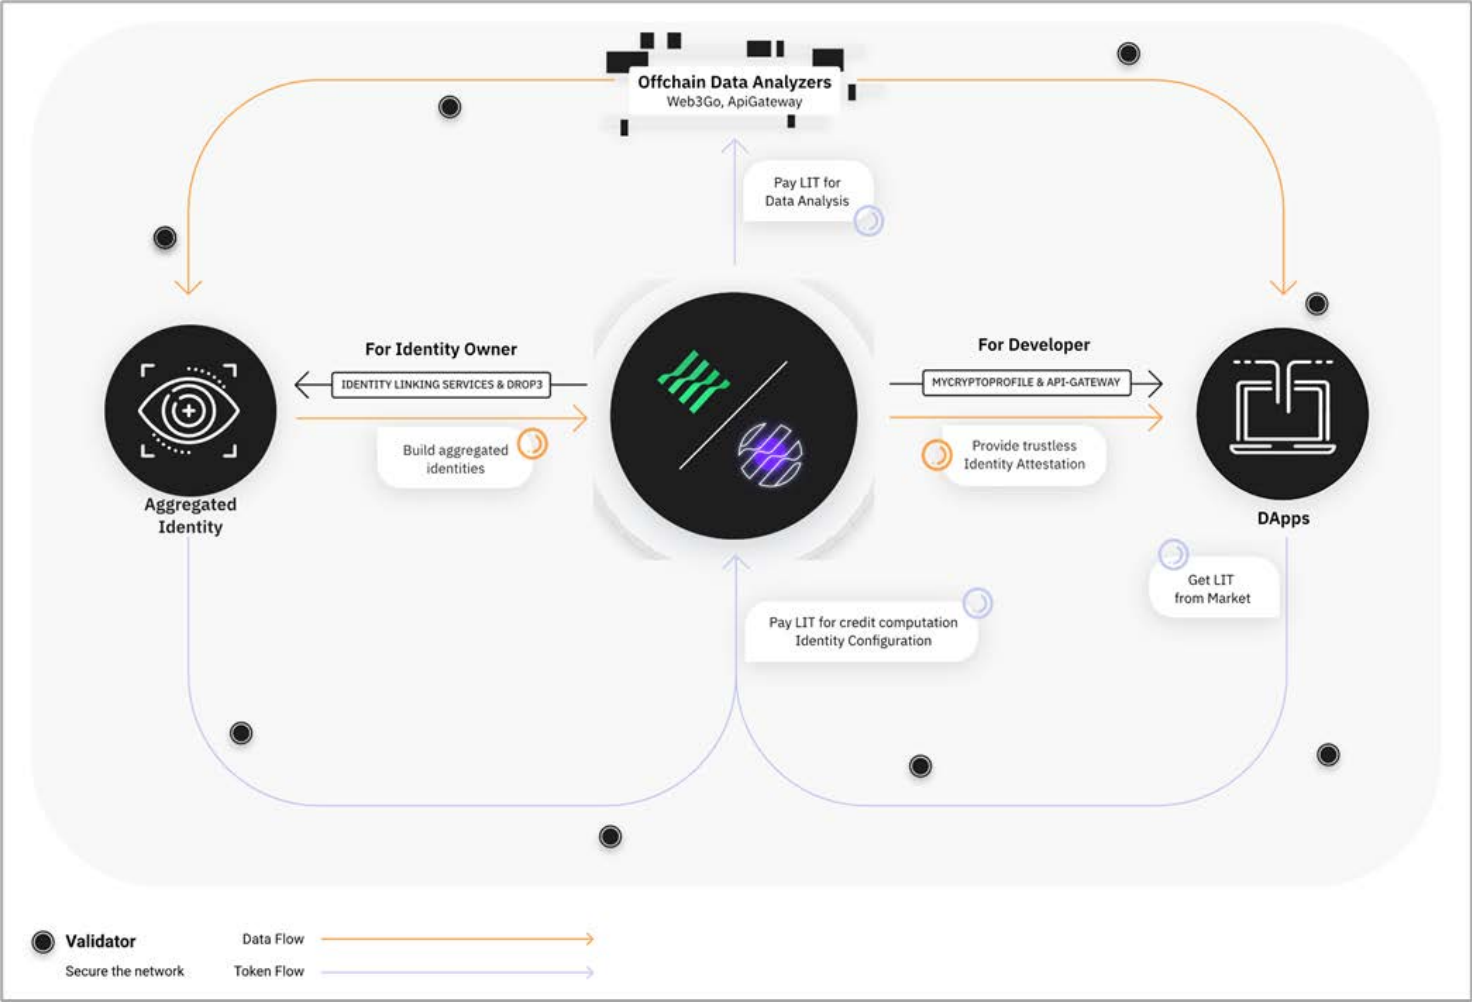 Offchain Data Analyzers
Web3Go, ApiGateway
Pay LIT for
Data Analysis
For Identity Owner
IDENTITY LINKING SERVICES & DROP3
Build aggregated
identities
For Developer
MYCRYPTOPROFILE & API-GATEWAY
Provide trustless
Identity Attestation
Aggregated
Identity
DApps
Get LIT
from Market
Pay LIT for credit computation
Identity Configuration
Validator
Secure the network
Data Flow
Token Flow